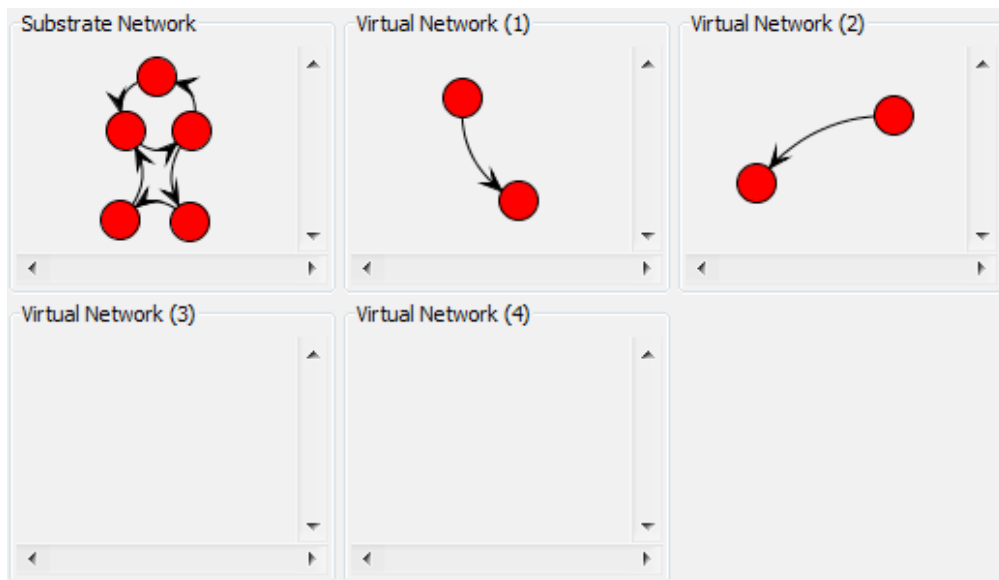 Substrate Network
Virtual Network (1)
Virtual Network (2)
Virtual Network (3)
Virtual Network (4)